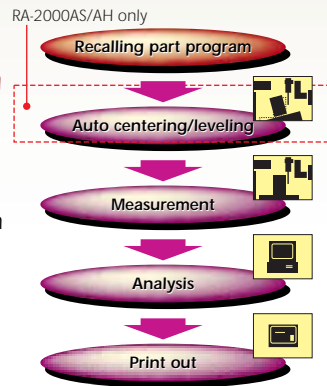 RA-2000AS/AH only
Recalling part program
Auto centering/leveling
Measurement
Analysis
Print out